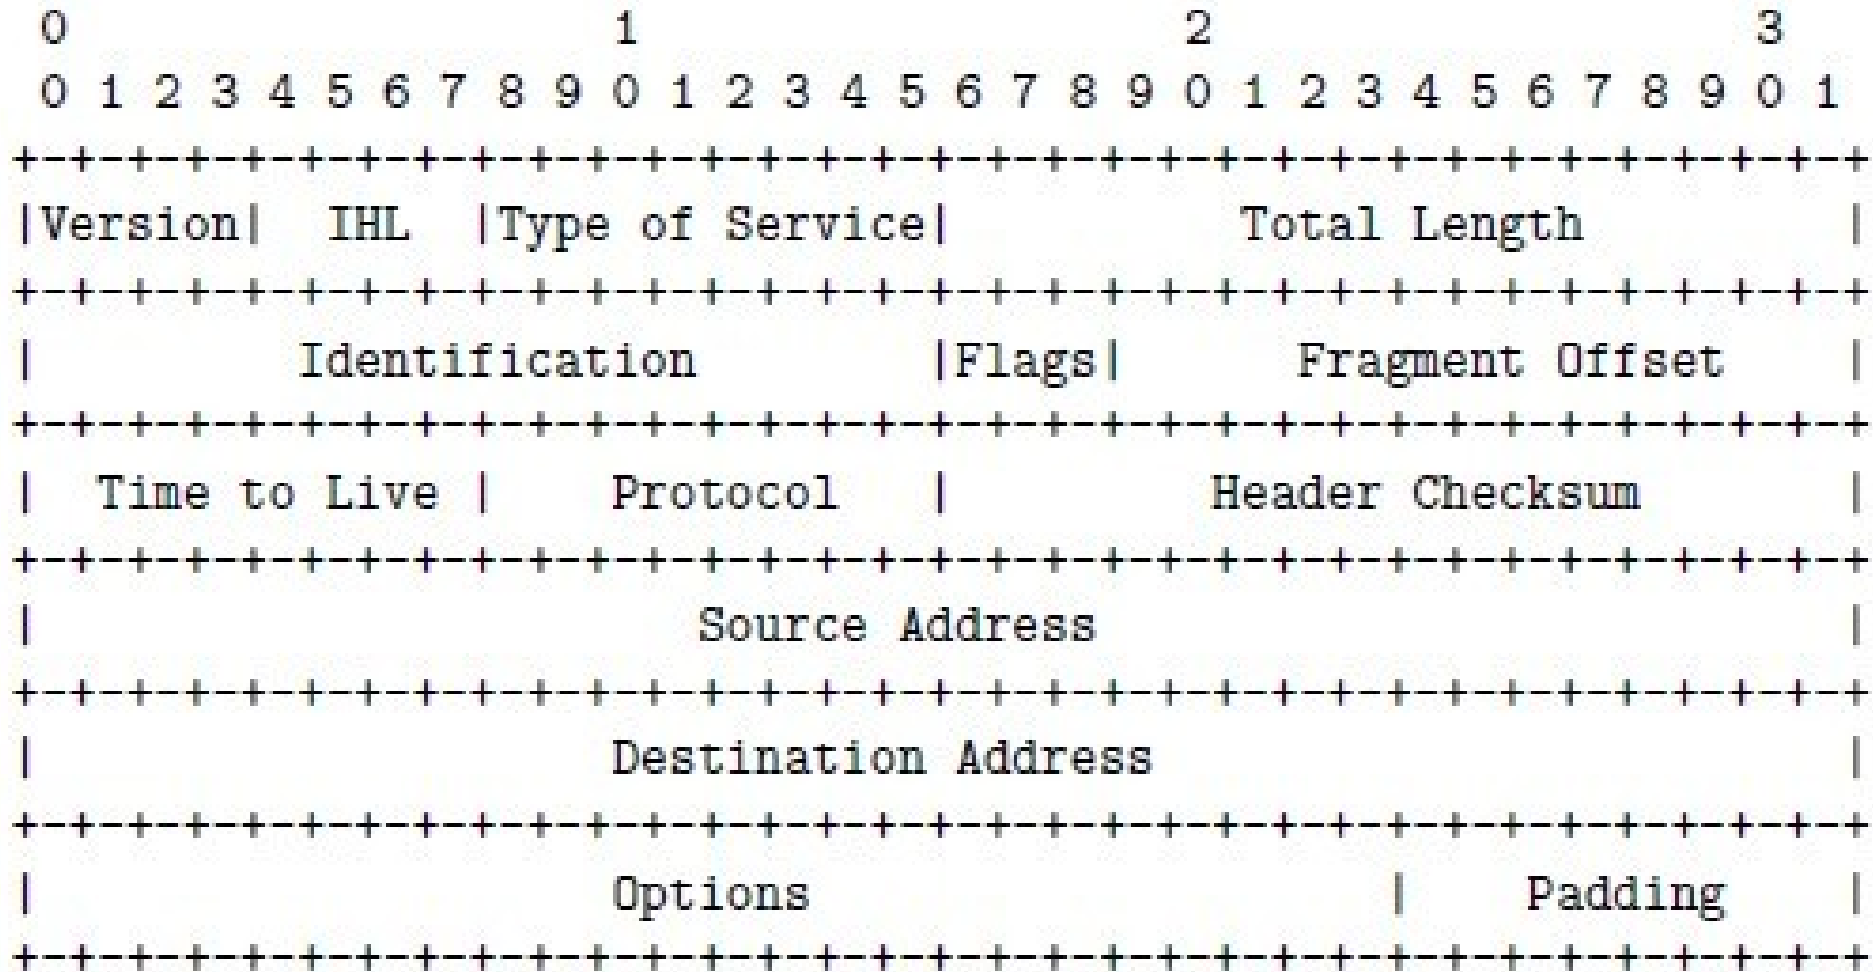 0                   1                   2                   3
 0 1 2 3 4 5 6 7 8 9 0 1 2 3 4 5 6 7 8 9 0 1 2 3 4 5 6 7 8 9 0 1
+-+-+-+-+-+-+-+-+-+-+-+-+-+-+-+-+-+-+-+-+-+-+-+-+-+-+-+-+-+-+-+-+
|Version|  IHL  |Type of Service|          Total Length         |
+-+-+-+-+-+-+-+-+-+-+-+-+-+-+-+-+-+-+-+-+-+-+-+-+-+-+-+-+-+-+-+-+
|         Identification        |Flags|      Fragment Offset    |
+-+-+-+-+-+-+-+-+-+-+-+-+-+-+-+-+-+-+-+-+-+-+-+-+-+-+-+-+-+-+-+-+
|  Time to Live |    Protocol   |         Header Checksum       |
+-+-+-+-+-+-+-+-+-+-+-+-+-+-+-+-+-+-+-+-+-+-+-+-+-+-+-+-+-+-+-+-+
|                       Source Address                          |
+-+-+-+-+-+-+-+-+-+-+-+-+-+-+-+-+-+-+-+-+-+-+-+-+-+-+-+-+-+-+-+-+
|                    Destination Address                        |
+-+-+-+-+-+-+-+-+-+-+-+-+-+-+-+-+-+-+-+-+-+-+-+-+-+-+-+-+-+-+-+-+
|                    Options                    |    Padding    |
+-+-+-+-+-+-+-+-+-+-+-+-+-+-+-+-+-+-+-+-+-+-+-+-+-+-+-+-+-+-+-+-+